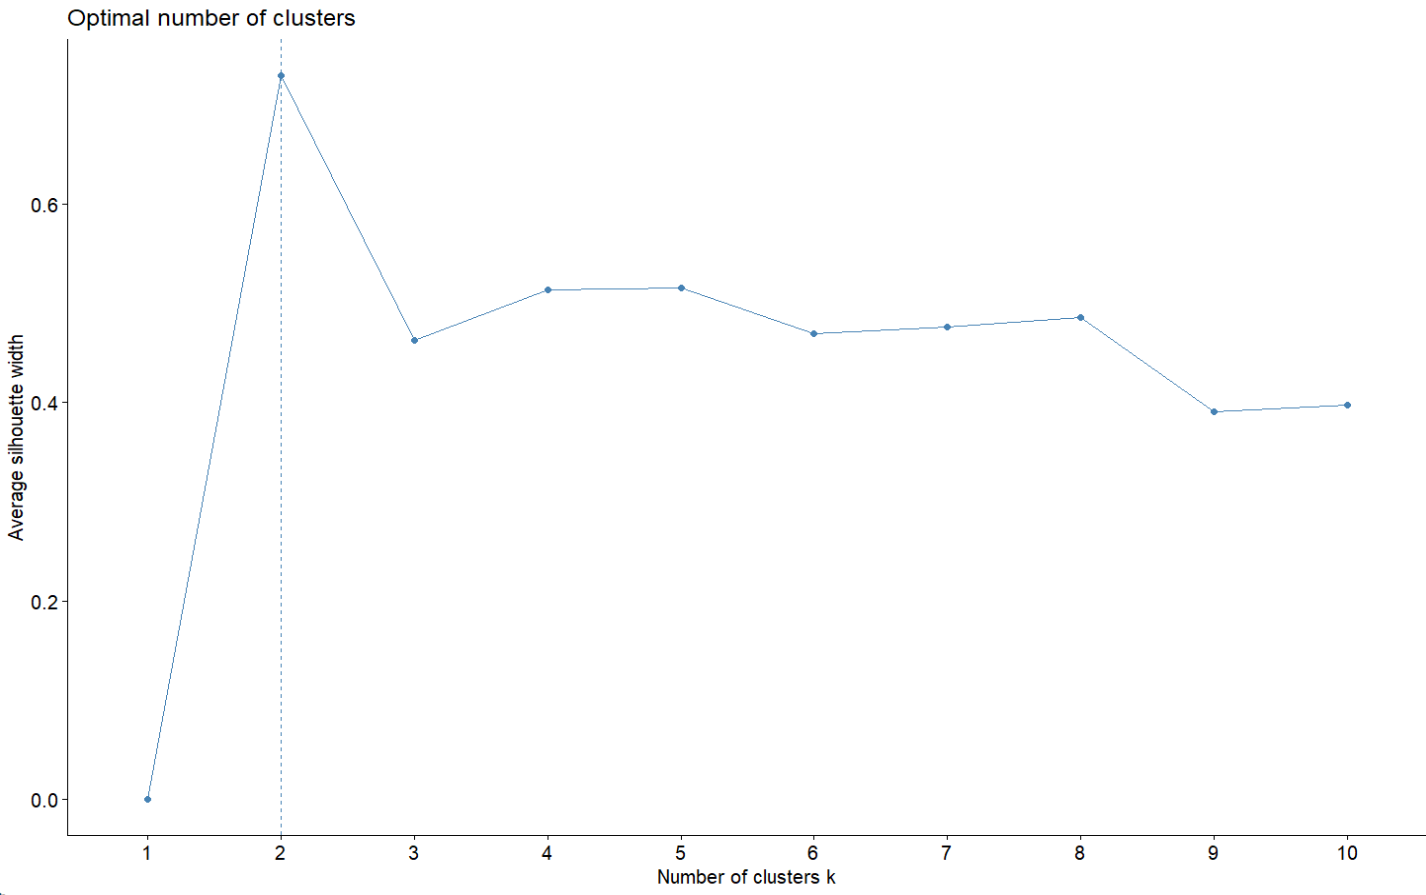 Optimal number of clusters
Average silhouette width
0.6
0.4
0.2
0.0
1 2 3 4 5 6 7 8 9 10
Number of clusters k